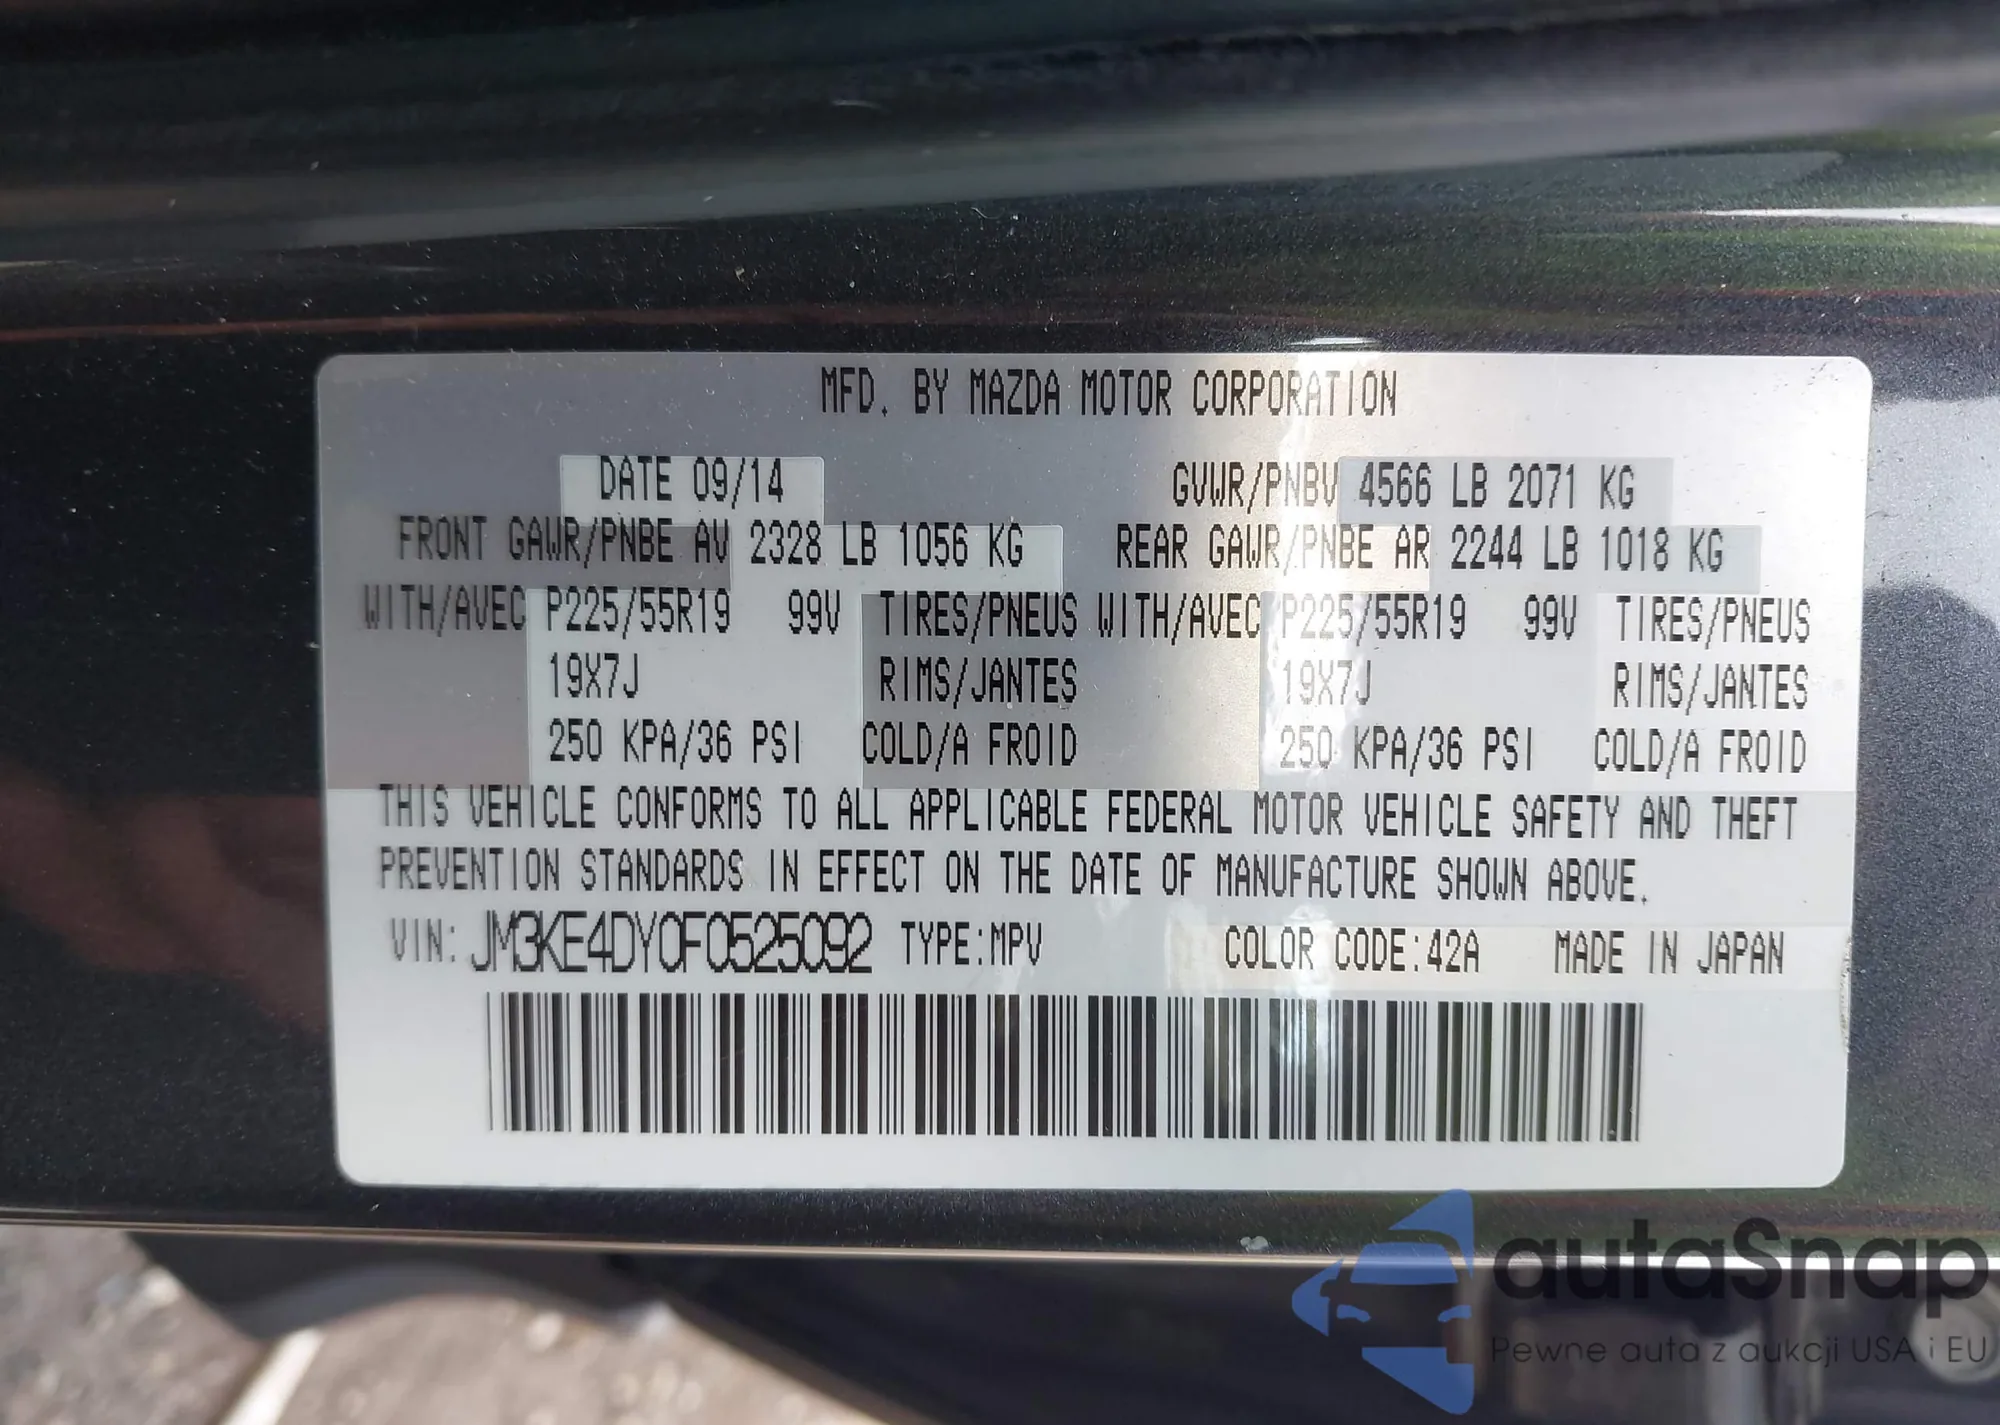 MFD. BY MAZDA MOTOR CORPORATION
DATE 09/14 GVWR/PNBV 4566 LB 2071 KG
FRONT GAWR/PNBE AV 2328 LB 1056 KG REAR GAWR/PNBE AR 2244 LB 1018 KG
WITH/AVEC P225/55R19 99V TIRES/PNEUS WITH/AVEC P225/55R19 99V TIRES/PNEUS
19X7J RIMS/JANTES 19X7J RIMS/JANTES
250 KPA/36 PSI COLD/A FROID 250 KPA/36 PSI COLD/A FROID
THIS VEHICLE CONFORMS TO ALL APPLICABLE FEDERAL MOTOR VEHICLE SAFETY AND THEFT
PREVENTION STANDARDS IN EFFECT ON THE DATE OF MANUFACTURE SHOWN ABOVE.
VIN: JM3KE4DY0F0525092 TYPE:MPV COLOR CODE:42A MADE IN JAPAN
autaSnap
Pewne auta z aukcji USA i EU